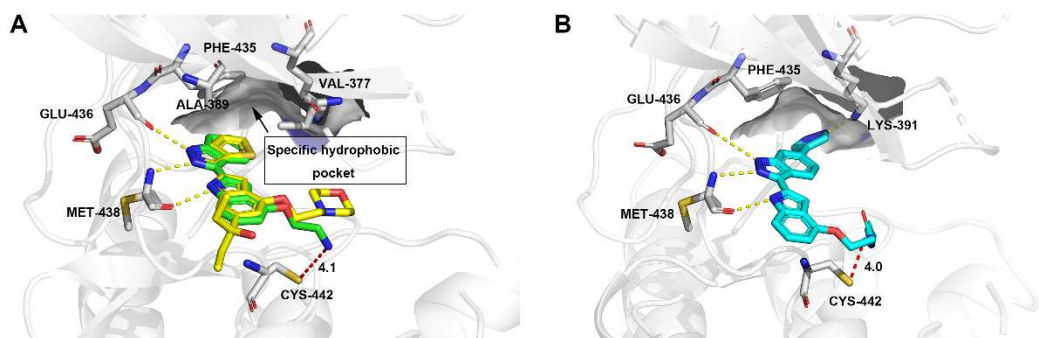 A
PHE-435
VAL-377
ALA-389
GLU-436
Specific hydrophobic
pocket
MET-438
4.1
CYS-442
B
PHE-435
GLU-436
LYS-391
MET-438
4.0
CYS-442